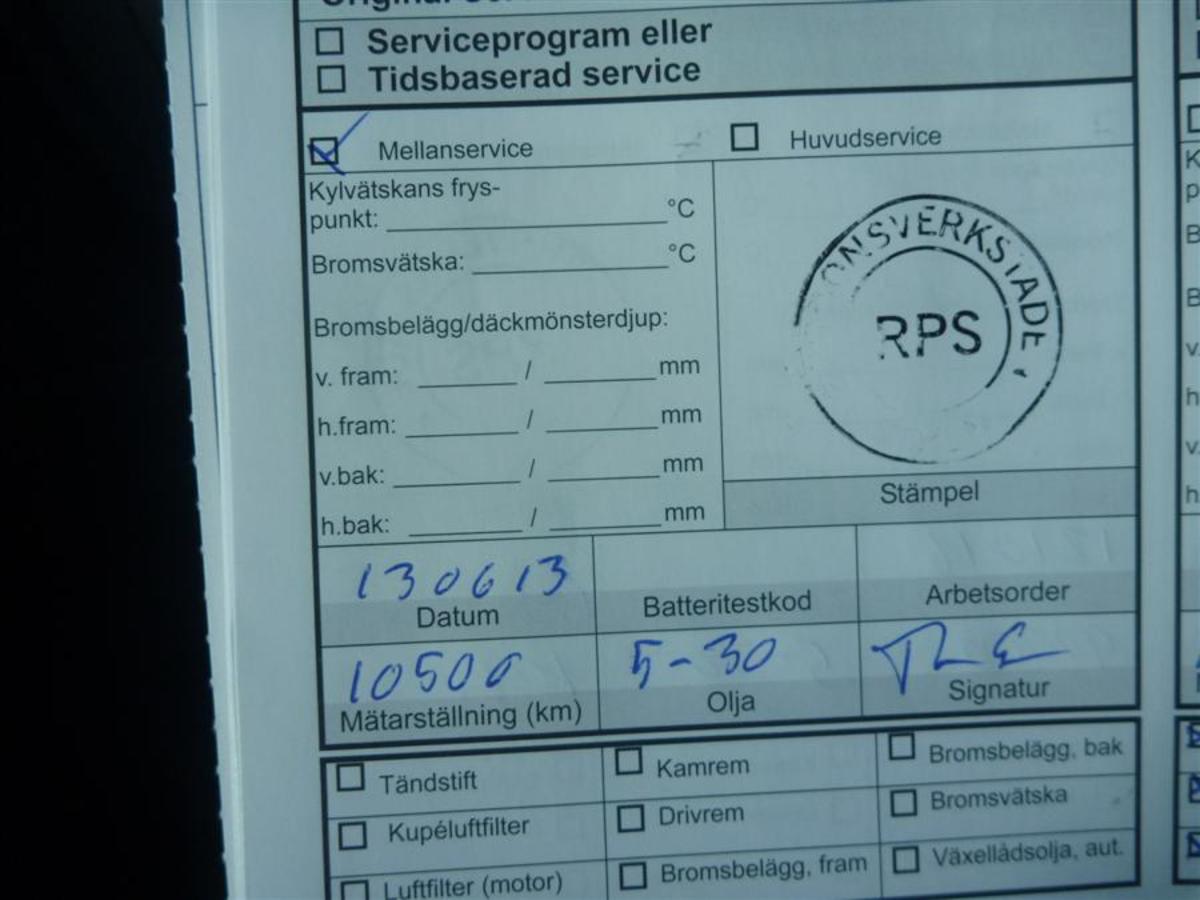 Serviceprogram eller
Tidsbaserad service
Mellanservice
Huvudservice
Kylvätskans frys-
punkt: °C
Bromsvätska: °C
Bromsbelägg/däckmönsterdjup:
v. fram: / mm
h.fram: / mm
v.bak: / mm
h.bak: / mm
ONSVERKSTADE
RPS
Stämpel
130613
Datum
Batteritestkod
Arbetsorder
10500
Mätarställning (km)
5-30
Olja
Signatur
Tändstift
Kamrem
Bromsbelägg, bak
Kupéluftfilter
Drivrem
Bromsvätska
Luftfilter (motor)
Bromsbelägg, fram
Växellådsolja, aut.